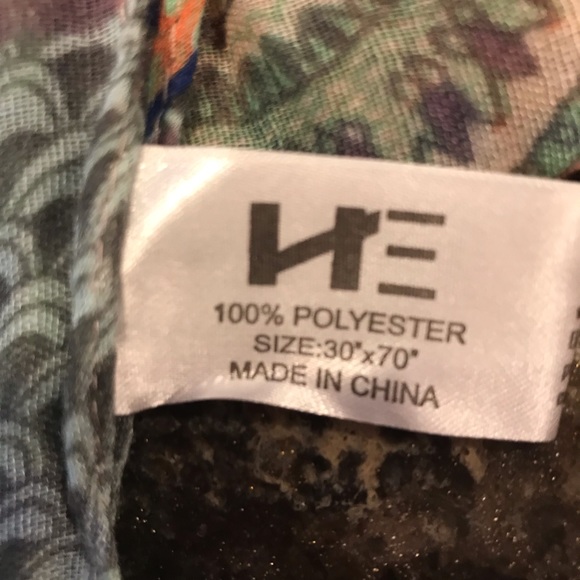 HE
100% POLYESTER
SIZE:30"x70"
MADE IN CHINA